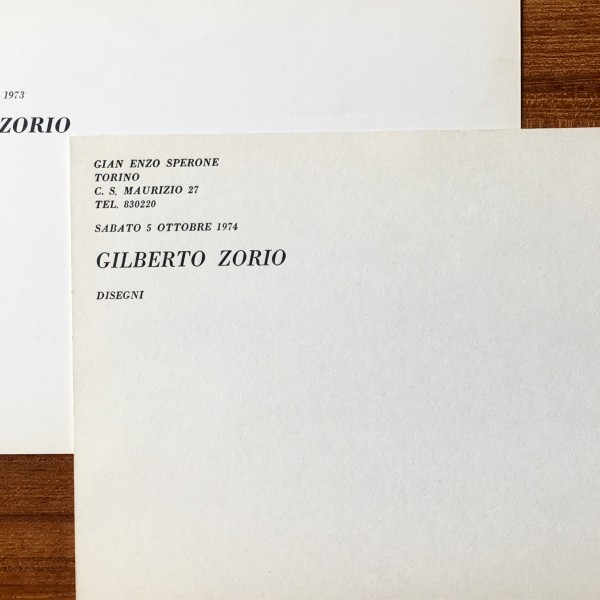 1973
ZORIO
GIAN ENZO SPERONE
TORINO
C. S. MAURIZIO 27
TEL. 830220
SABATO 5 OTTOBRE 1974
GILBERTO ZORIO
DISEGNI